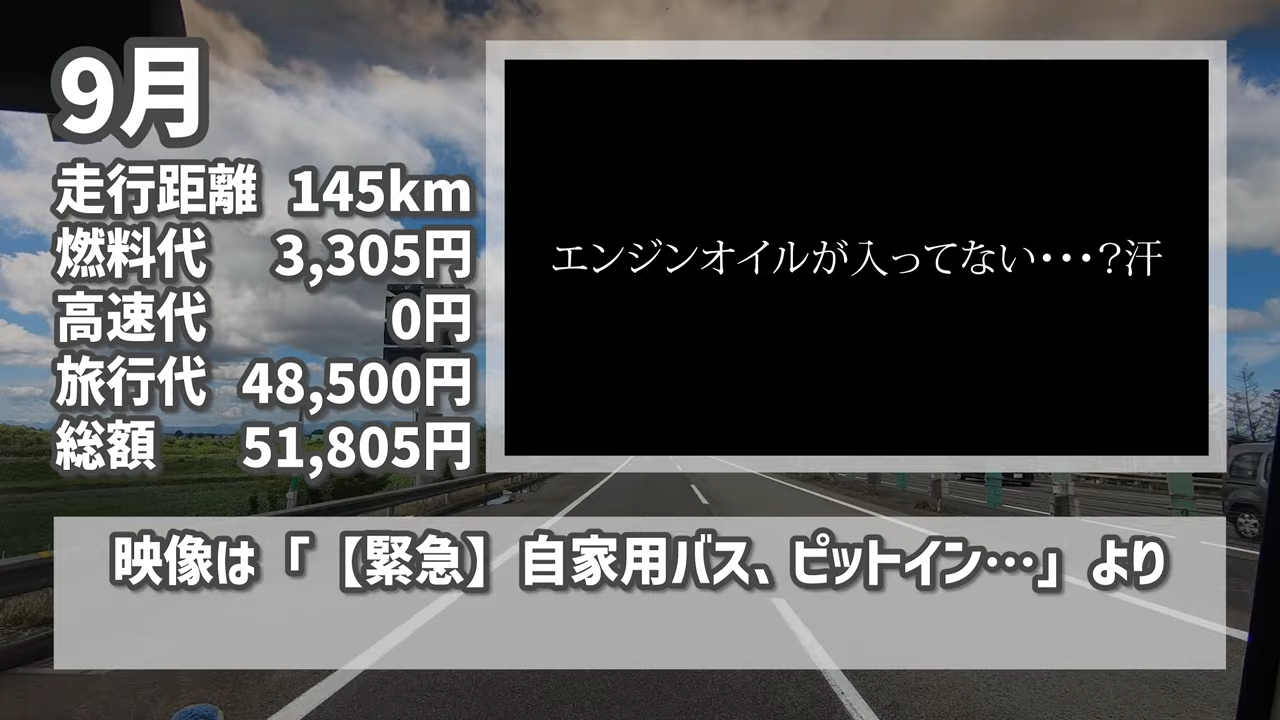 9月
走行距離 145km
燃料代 3,305円
高速代 0円
旅行代 48,500円
総額 51,805円
エンジンオイルが入ってない・・・？汗
映像は「【緊急】自家用バス、ピットイン…」より